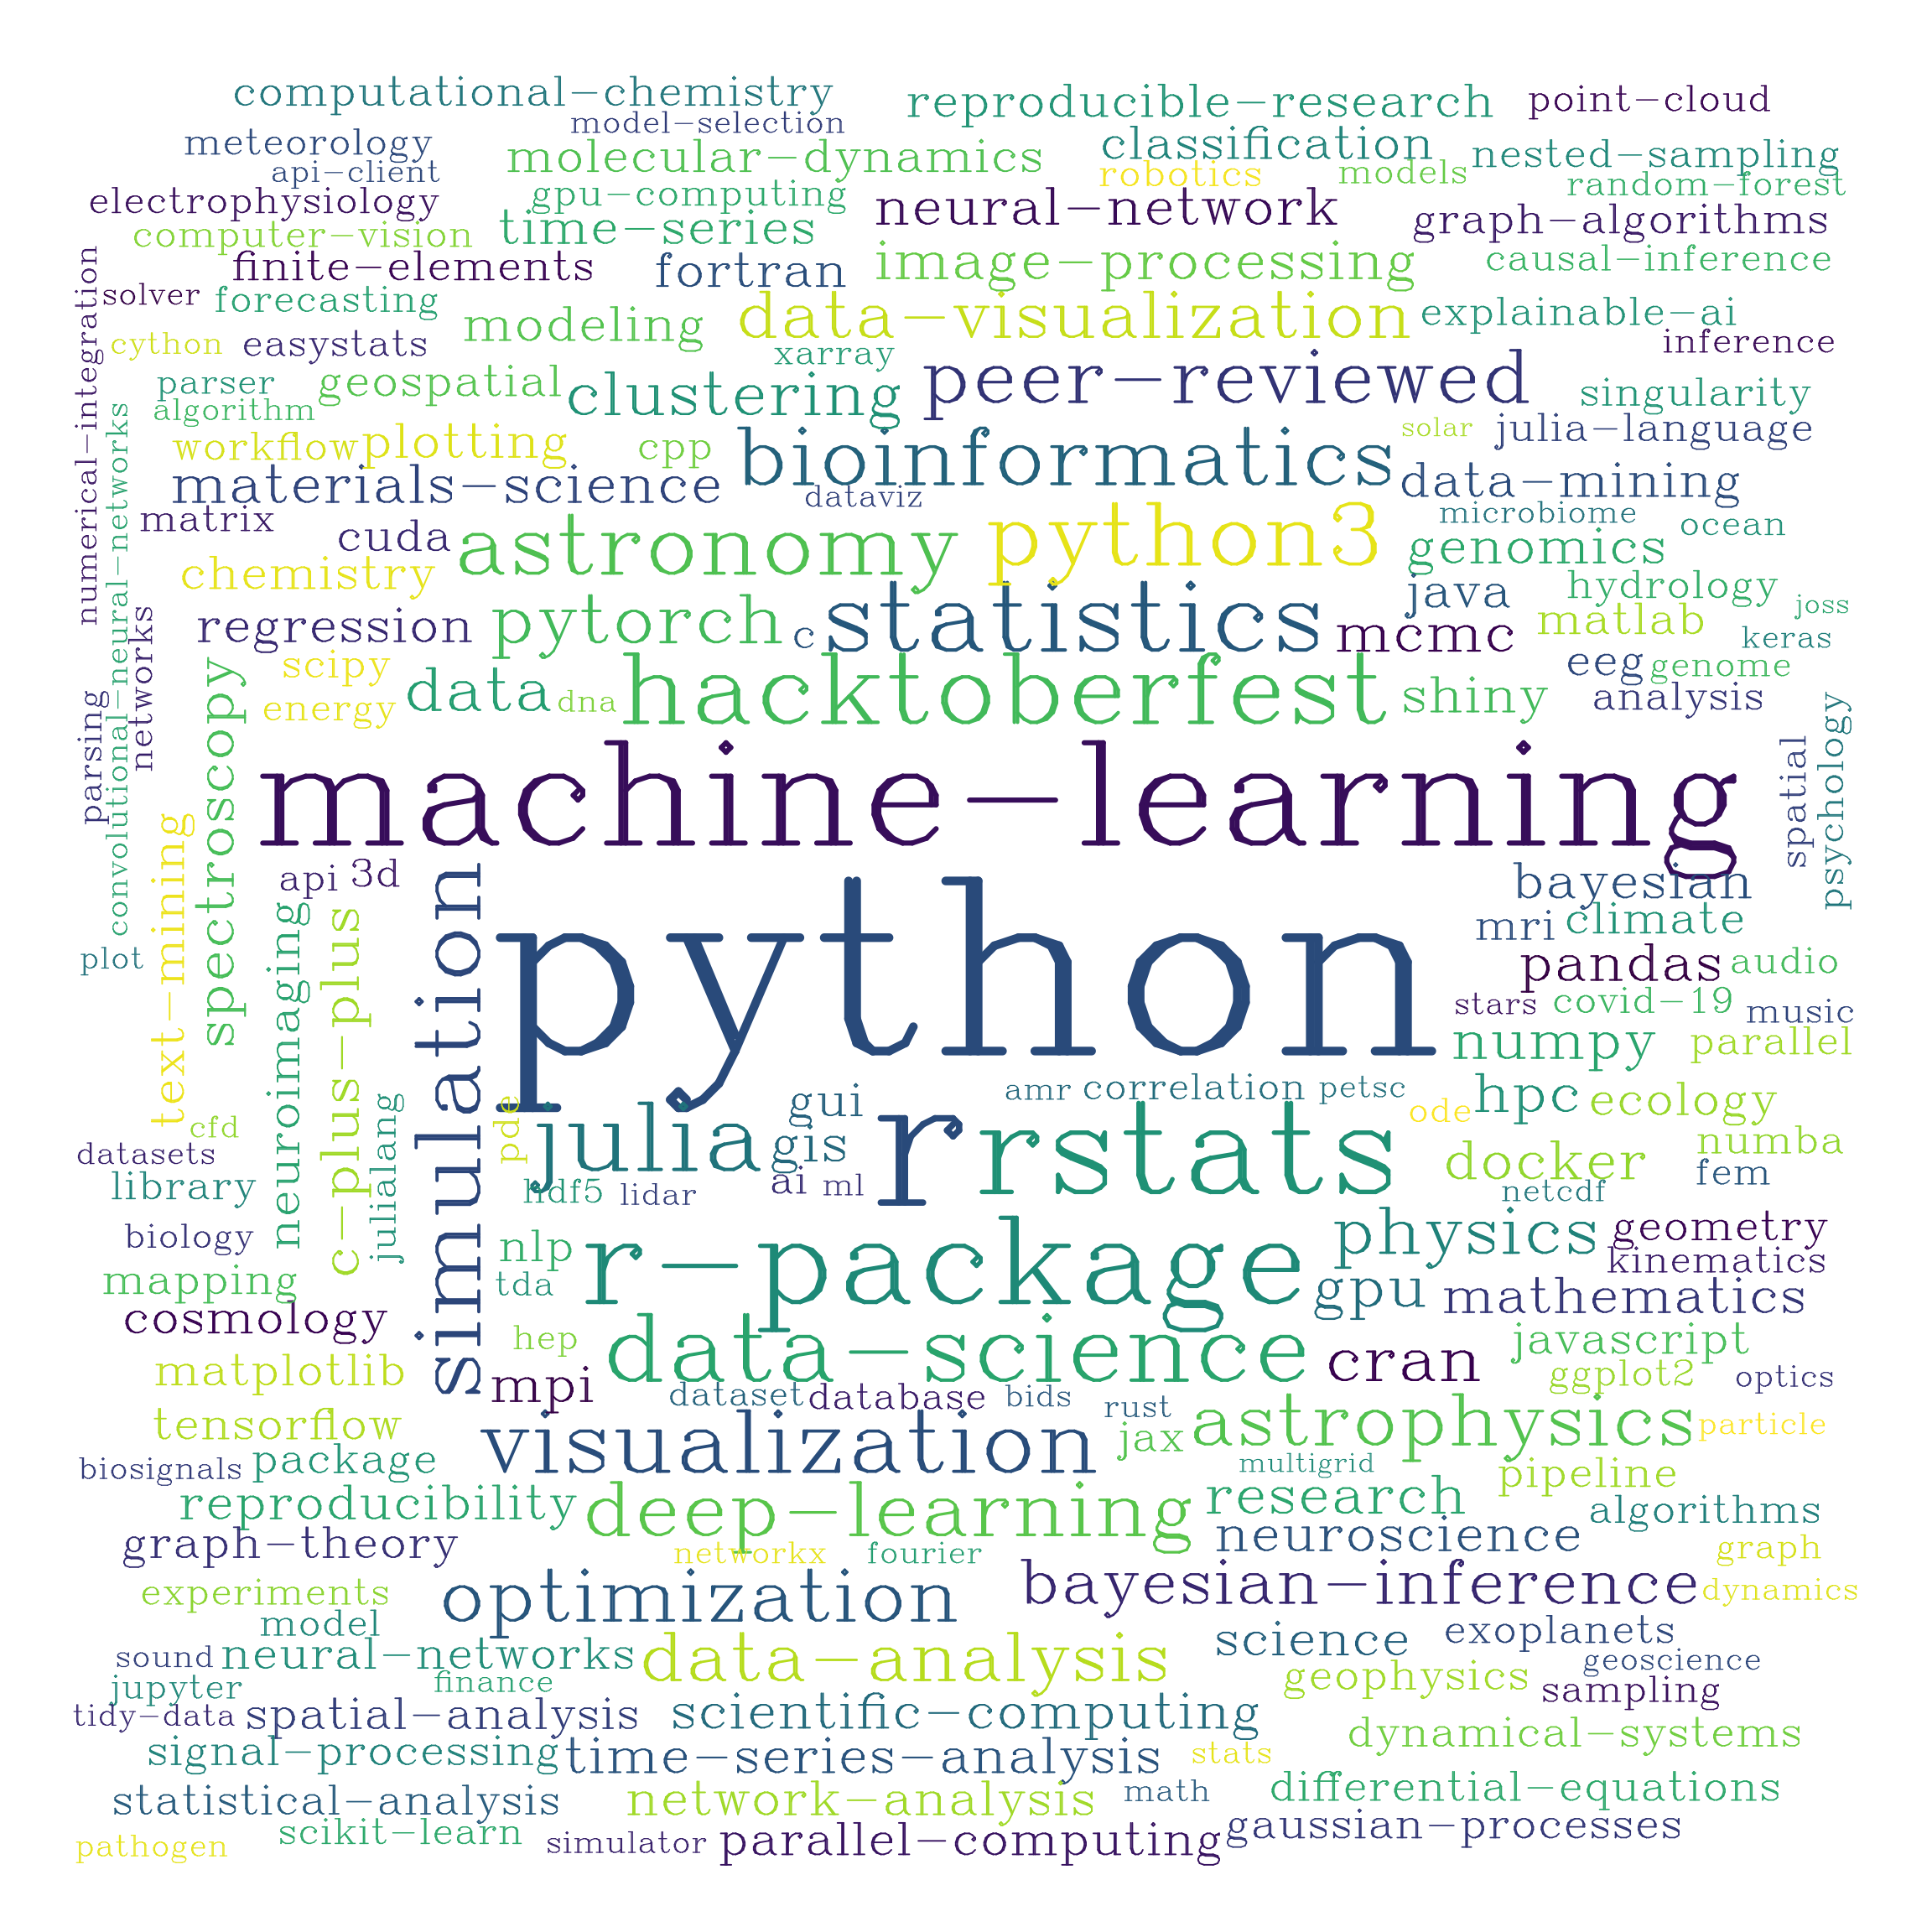 computational-chemistry
reproducible-research
point-cloud
model-selection
meteorology
molecular-dynamics
classification
nested-sampling
api-client
robotics
models
random-forest
electrophysiology
gpu-computing
neural-network
graph-algorithms
computer-vision
time-series
finite-elements
fortran
image-processing
causal-inference
numerical-integration
solver
forecasting
modeling
data-visualization
explainable-ai
cython
easystats
xarray
inference
parser
geospatial
clustering
peer-reviewed
singularity
algorithm
convolutional-neural-networks
workflow
plotting
cpp
bioinformatics
solar
julia-language
materials-science
dataviz
data-mining
matrix
cuda
astronomy
python3
microbiome
ocean
genomics
chemistry
java
hydrology
joss
networks
regression
pytorch
c
statistics
mcmc
matlab
keras
scipy
eeg
genome
spectroscopy
data
dna
hacktoberfest
shiny
analysis
parsing
energy
psychology
machine-learning
spatial
text-mining
api
3d
simulation
python
bayesian
neuroimaging
c-plus-plus
mri
climate
plot
pandas
audio
stars
covid-19
music
numpy
parallel
julialang
pde
amr
correlation
petsc
hpc
ecology
cfd
julia
gui
r
rstats
ode
datasets
gis
docker
numba
library
hdf5
lidar
ai
ml
netcdf
fem
biology
nlp
r-package
physics
geometry
kinematics
mapping
tda
gpu
mathematics
cosmology
hep
data-science
cran
javascript
matplotlib
mpi
dataset
database
bids
ggplot2
optics
rust
tensorflow
visualization
jax
astrophysics
particle
biosignals
package
multigrid
pipeline
reproducibility
deep-learning
research
algorithms
graph-theory
networkx
fourier
neuroscience
graph
experiments
optimization
bayesian-inference
dynamics
model
sound
neural-networks
data-analysis
science
exoplanets
geoscience
jupyter
finance
geophysics
sampling
tidy-data
spatial-analysis
scientific-computing
dynamical-systems
signal-processing
time-series-analysis
stats
statistical-analysis
network-analysis
math
differential-equations
pathogen
scikit-learn
simulator
parallel-computing
gaussian-processes